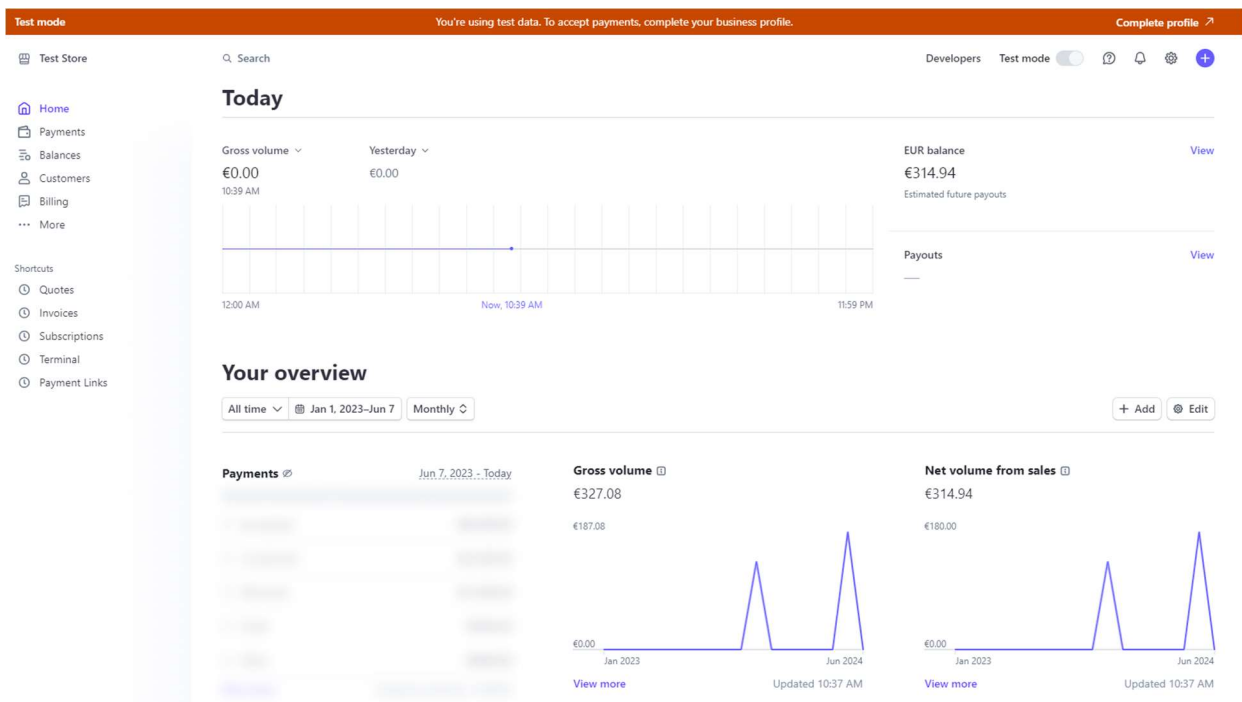 Test mode
You're using test data. To accept payments, complete your business profile.
Complete profile ↗
Test Store
Search
Developers
Test mode
Home
Payments
Balances
Customers
Billing
More
Shortcuts
Quotes
Invoices
Subscriptions
Terminal
Payment Links
Today
Gross volume
Yesterday
€0.00
€0.00
10:39 AM
12:00 AM
Now, 10:39 AM
11:59 PM
EUR balance
View
€314.94
Estimated future payouts
Payouts
View
—
Your overview
All time
Jan 1, 2023–Jun 7
Monthly
+ Add
Edit
Payments
Jun 7, 2023 - Today
Gross volume
€327.08
€187.08
€0.00
Jan 2023
Jun 2024
View more
Updated 10:37 AM
Net volume from sales
€314.94
€180.00
€0.00
Jan 2023
Jun 2024
View more
Updated 10:37 AM